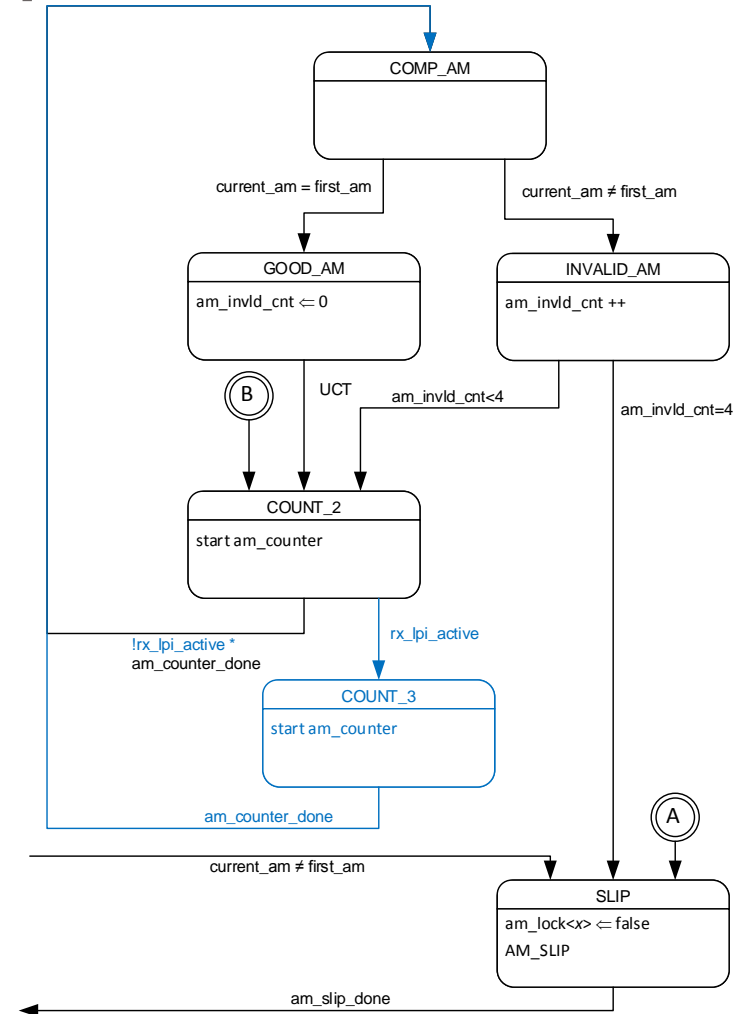 COMP_AM
current_am = first_am
current_am ≠ first_am
GOOD_AM
am_invld_cnt ⇐ 0
INVALID_AM
am_invld_cnt ++
B
UCT
am_invld_cnt<4
am_invld_cnt=4
COUNT_2
start am_counter
!rx_lpi_active *
am_counter_done
rx_lpi_active
COUNT_3
start am_counter
am_counter_done
A
current_am ≠ first_am
SLIP
am_lock<x> ⇐ false
AM_SLIP
am_slip_done